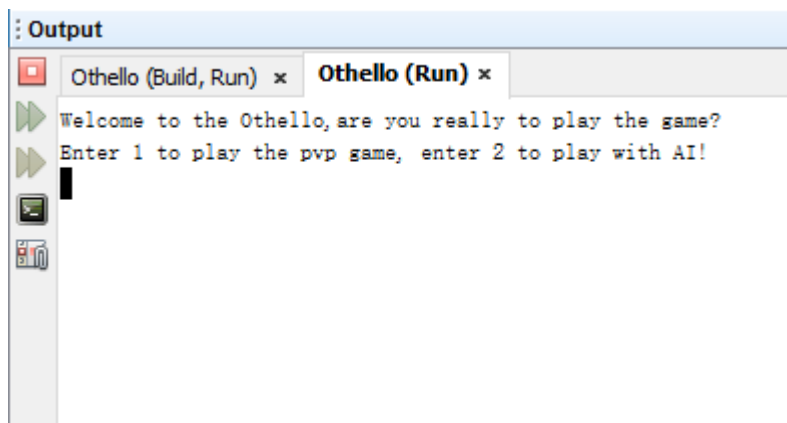 Output
Othello (Build, Run) × Othello (Run) ×
Welcome to the Othello,are you really to play the game?
Enter 1 to play the pvp game, enter 2 to play with AI!